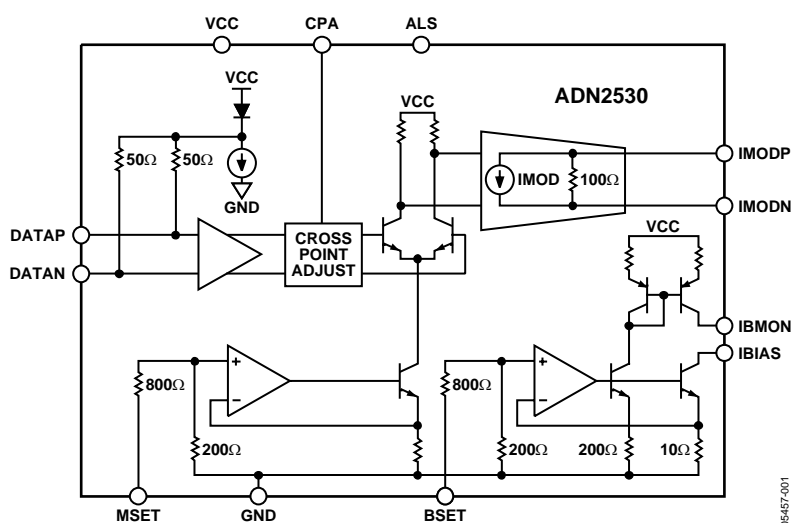 VCC CPA ALS
VCC
ADN2530
VCC
50Ω 50Ω
GND
IMOD 100Ω
IMODP
IMODN
DATAP
DATAN
CROSS
POINT
ADJUST
VCC
IBMON
IBIAS
800Ω
+
–
200Ω
800Ω
+
–
200Ω 200Ω 10Ω
MSET GND BSET
05457-001